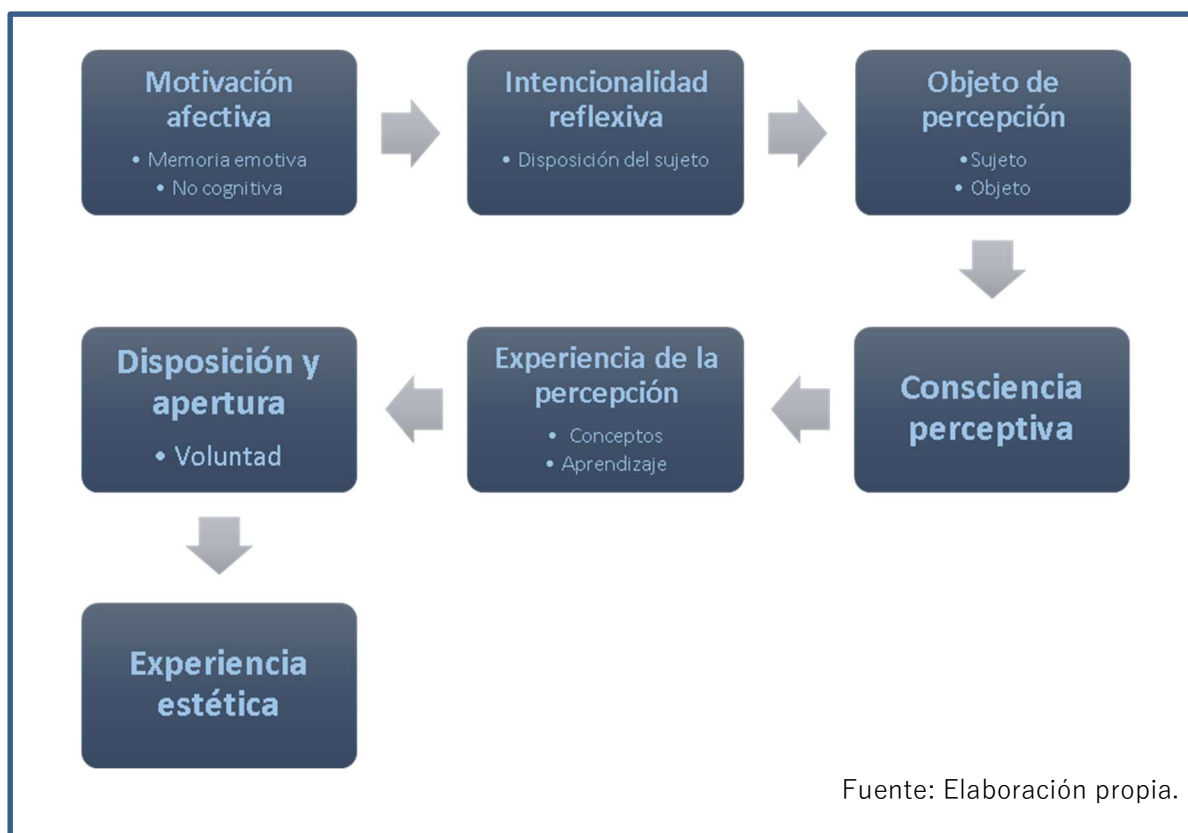 Motivación
afectiva
• Memoria emotiva
• No cognitiva
Intencionalidad
reflexiva
• Disposición del sujeto
Objeto de
percepción
•Sujeto
• Objeto
Consciencia
perceptiva
Experiencia de la
percepción
• Conceptos
• Aprendizaje
Disposición y
apertura
• Voluntad
Experiencia
estética
Fuente: Elaboración propia.